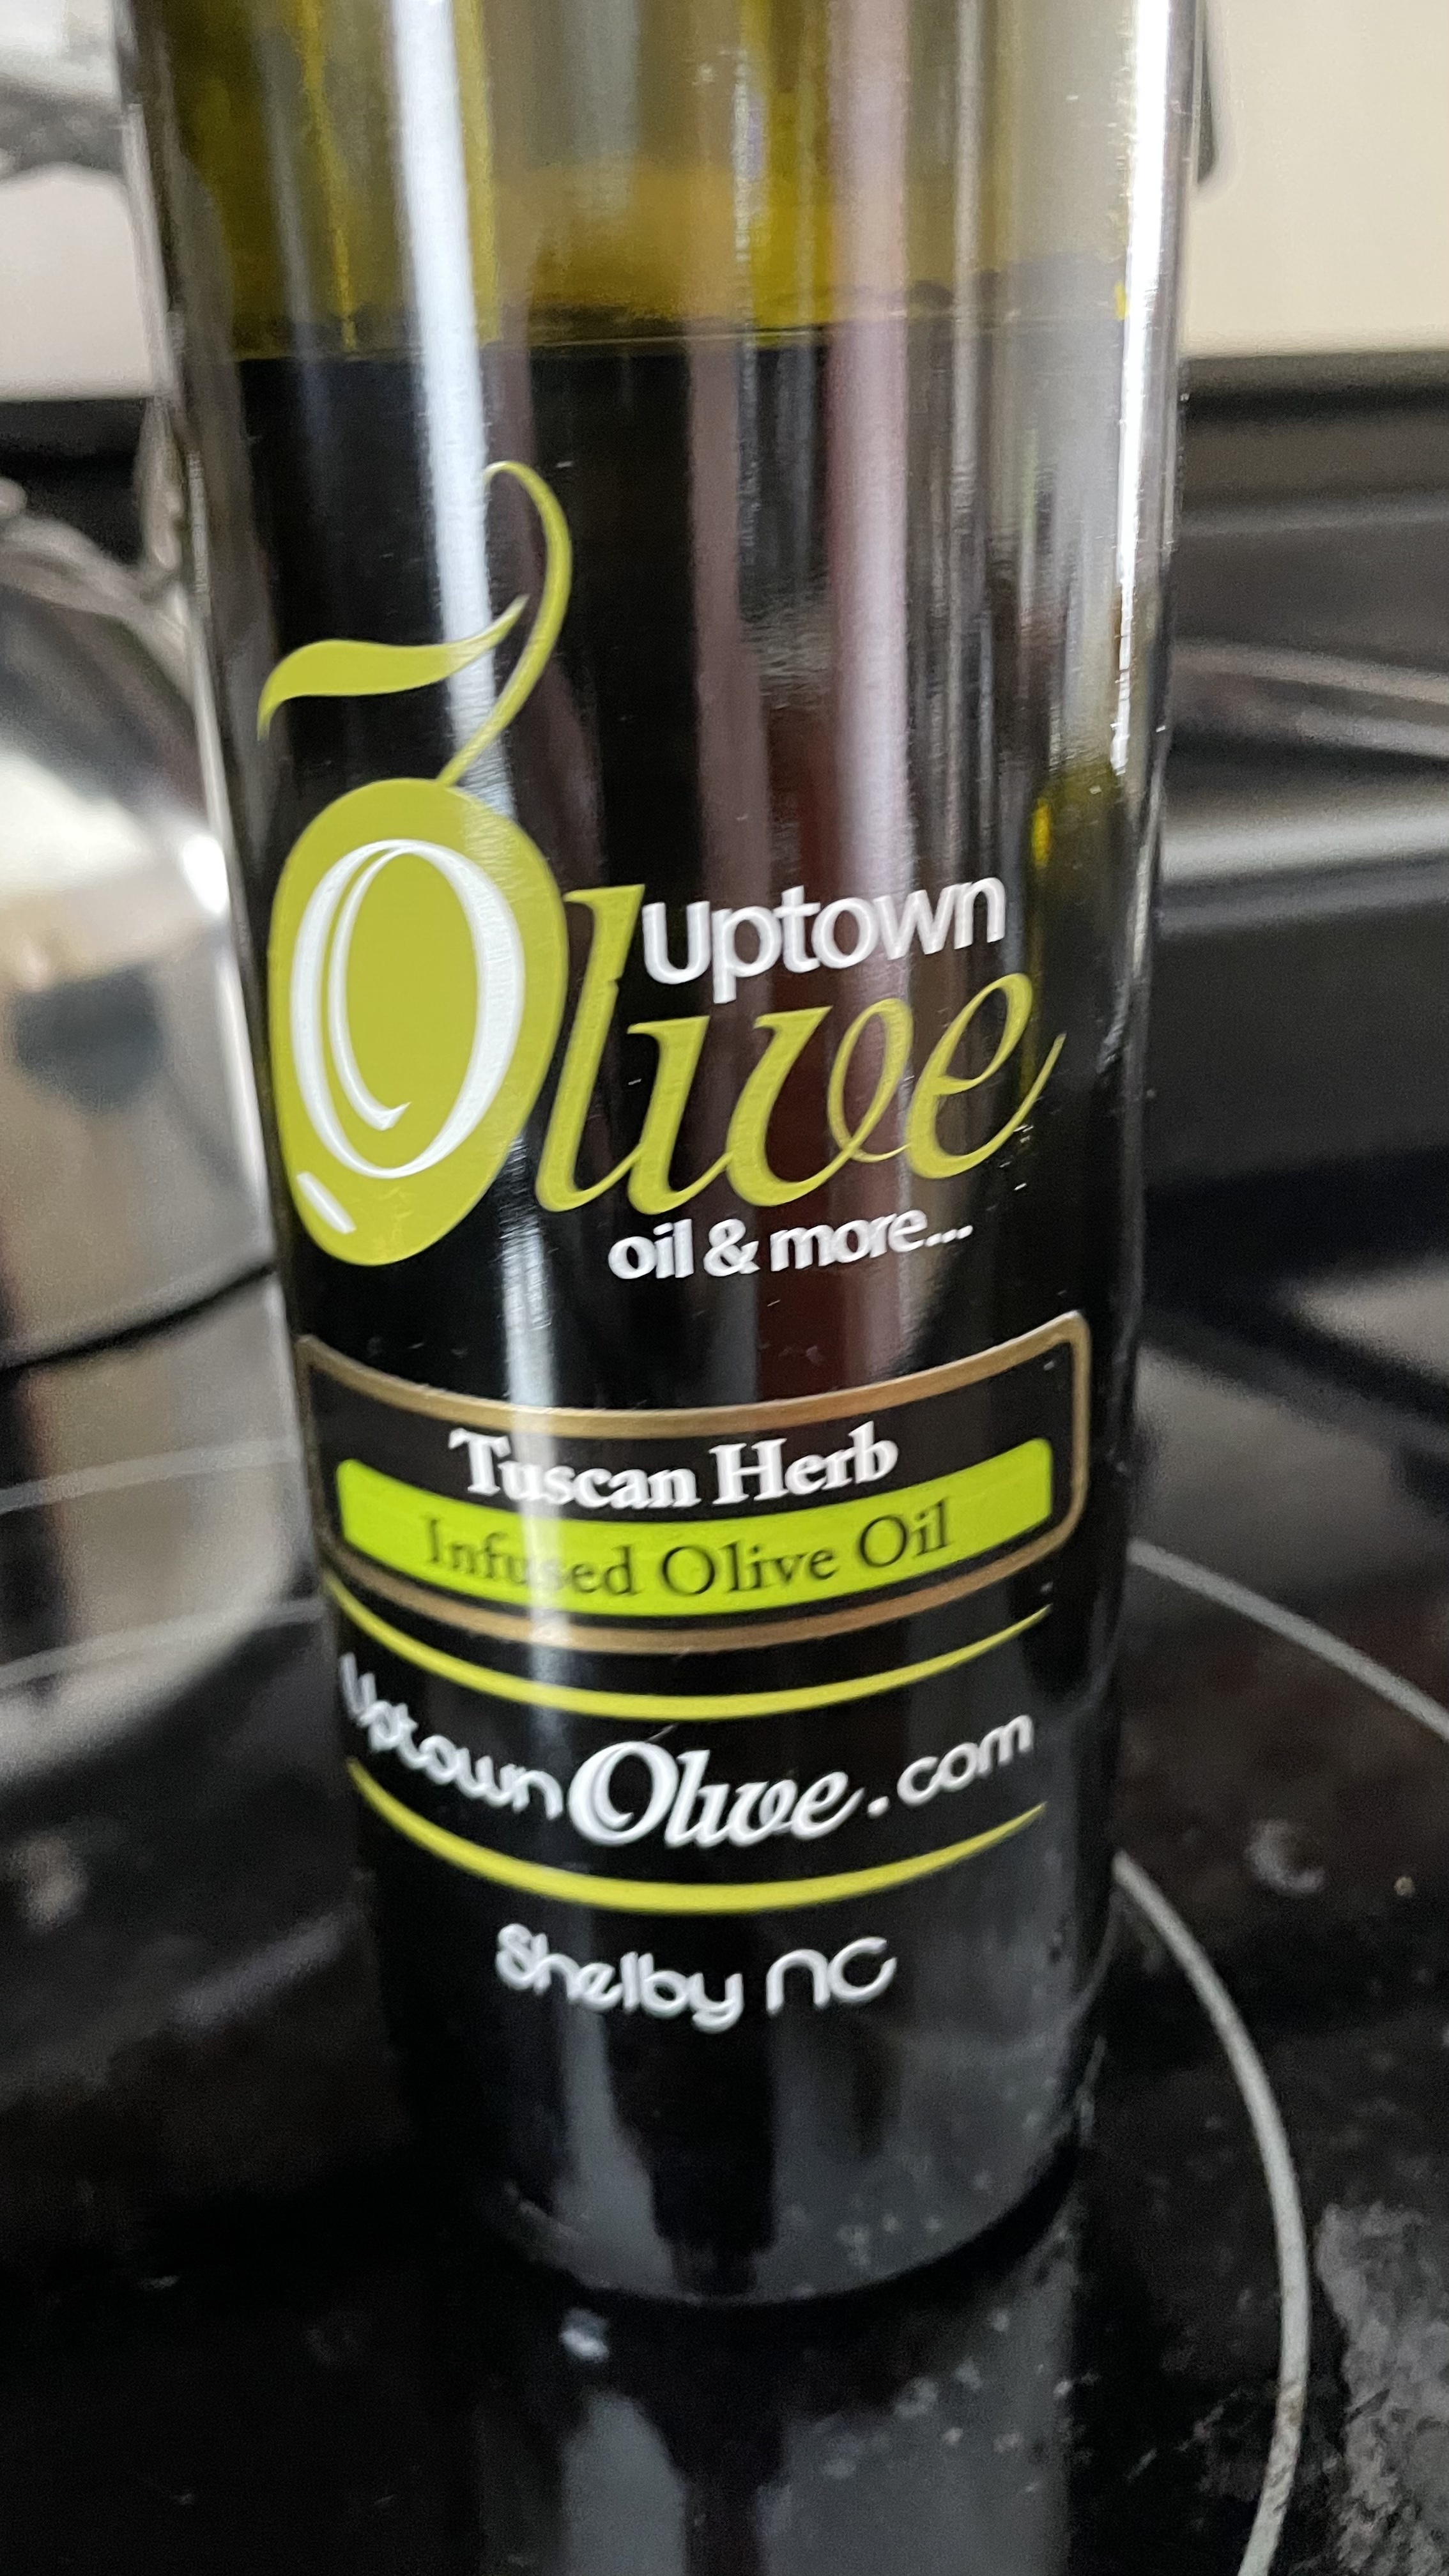 Uptown
Olive
oil & more...
Tuscan Herb
Infused Olive Oil
UptownOlive.com
Shelby NC